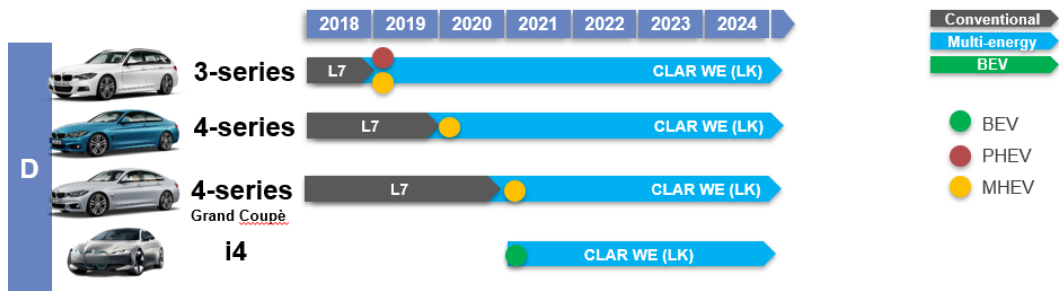 2018 2019 2020 2021 2022 2023 2024
Conventional
Multi-energy
BEV
D
3-series L7 CLAR WE (LK)
4-series L7 CLAR WE (LK)
BEV
PHEV
MHEV
4-series L7 CLAR WE (LK)
Grand Coupè
i4 CLAR WE (LK)